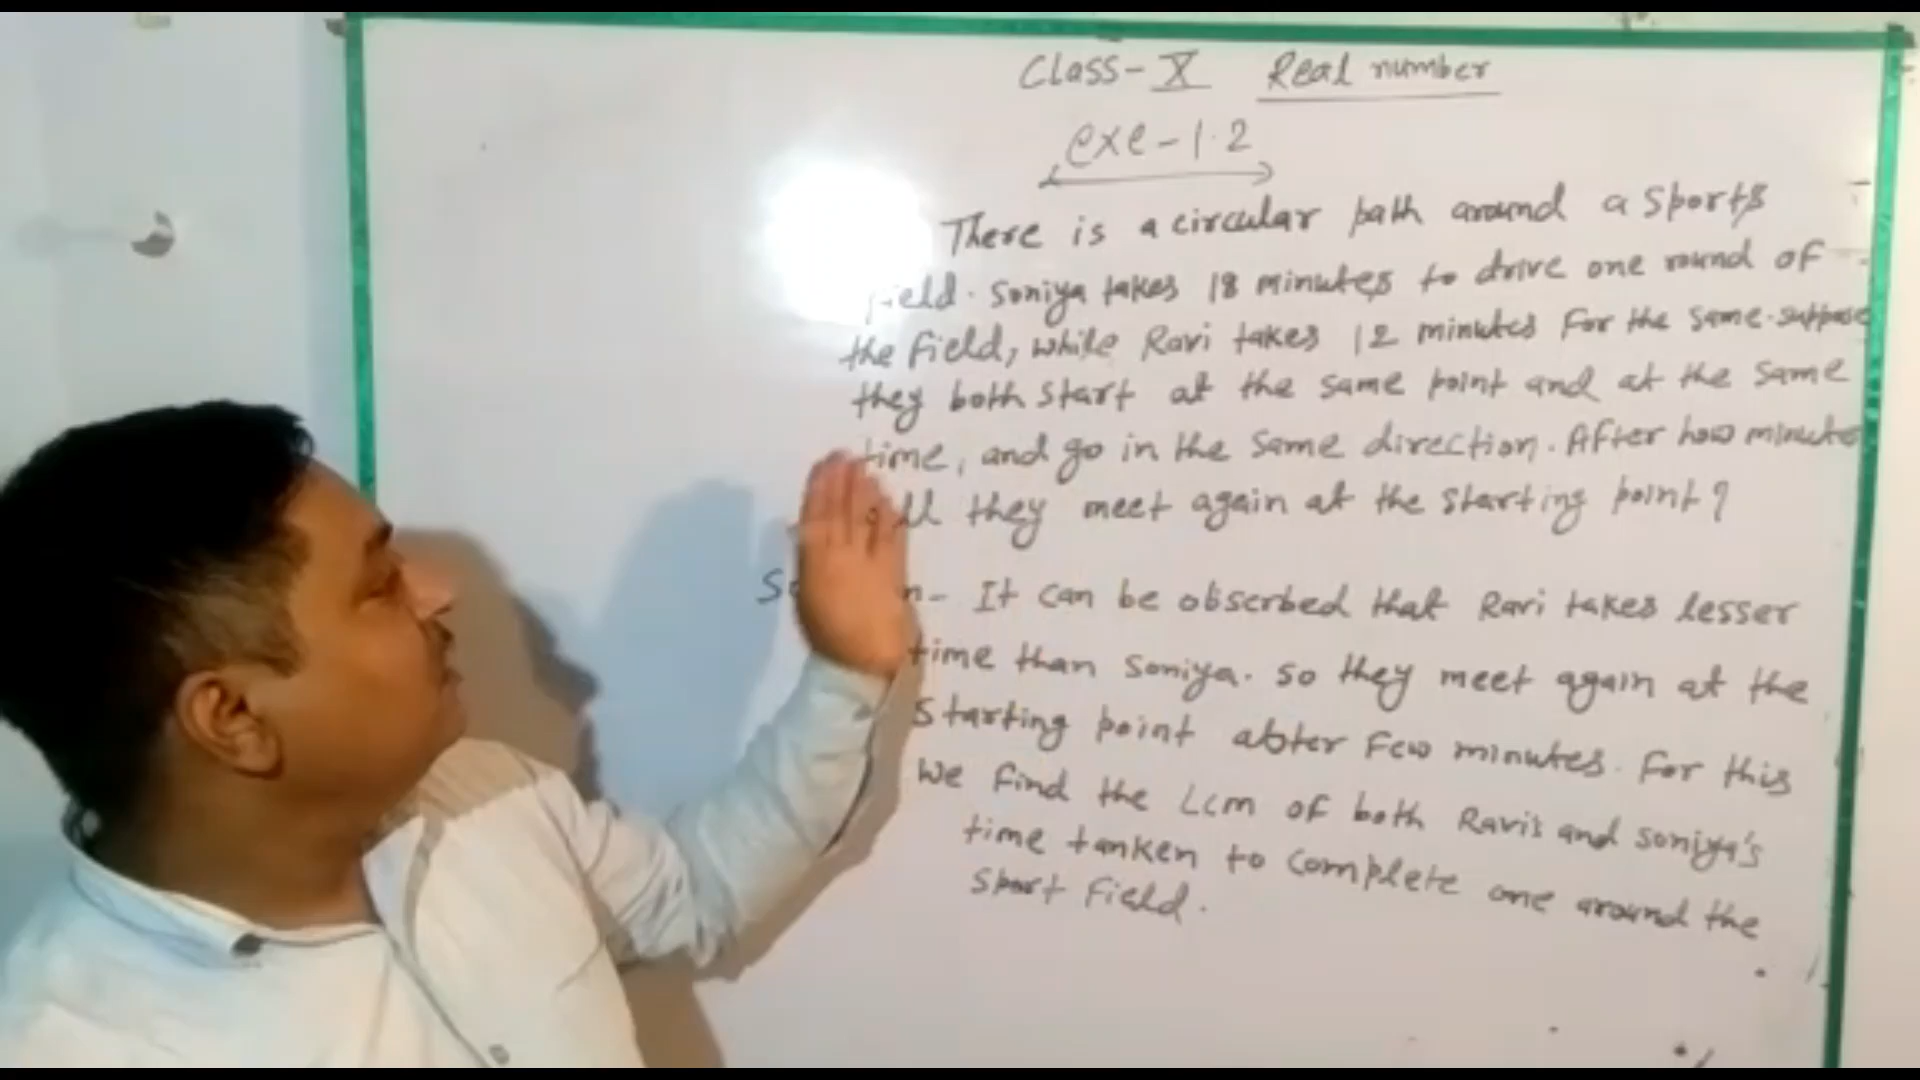 Class-X Real number
exe-1.2
There is a circular path around a sports
field. Soniya takes 18 minutes to drive one round of
the field, while Ravi takes 12 minutes for the same. suppose
they both start at the same point and at the same
time, and go in the same direction. After how minute
they meet again at the starting point?
It can be obserbed that Ravi takes lesser
time than Soniya. so they meet again at the
starting point abter Few minutes. For this
we find the Lcm of both Ravi's and soniya's
time tanken to complete one around the
sport field.